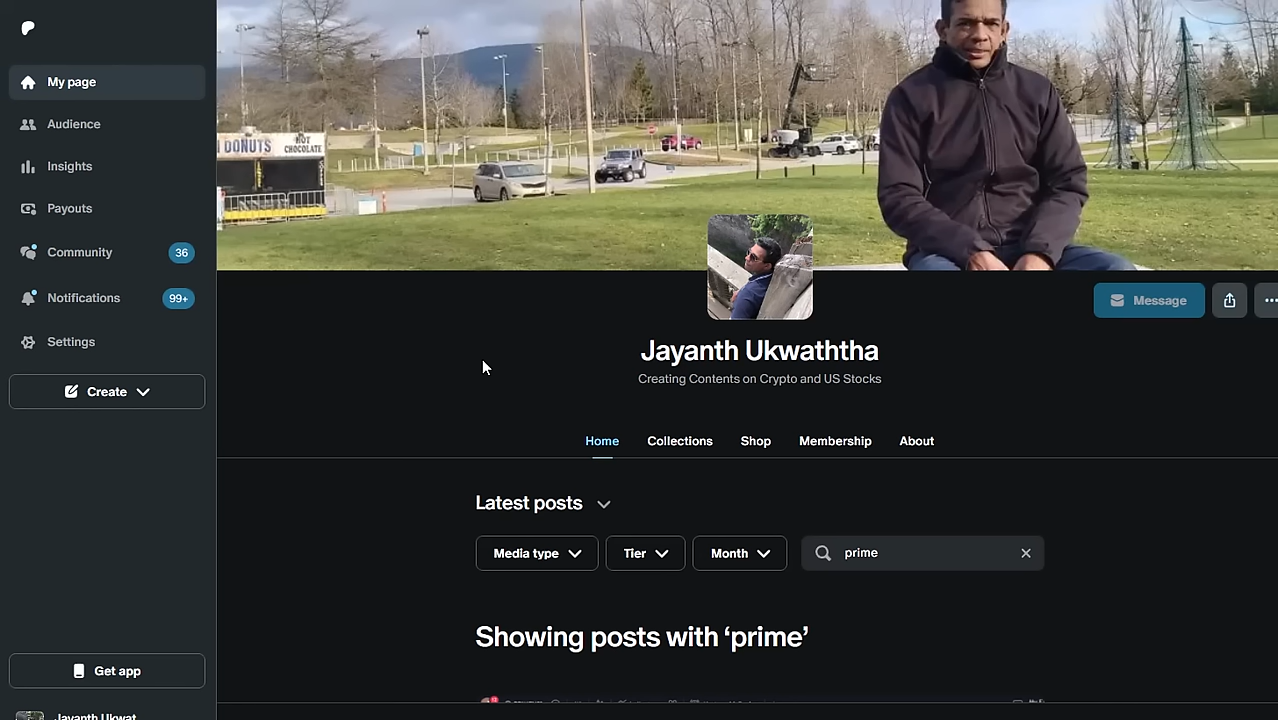 DONUTS
HOT
CHOCOLATE
My page
Audience
Insights
Payouts
Community 36
Notifications 99+
Settings
Create
Message
Jayanth Ukwaththa
Creating Contents on Crypto and US Stocks
Home Collections Shop Membership About
Latest posts
Media type Tier Month prime
Showing posts with ‘prime’
Get app
Jayanth Ukwat